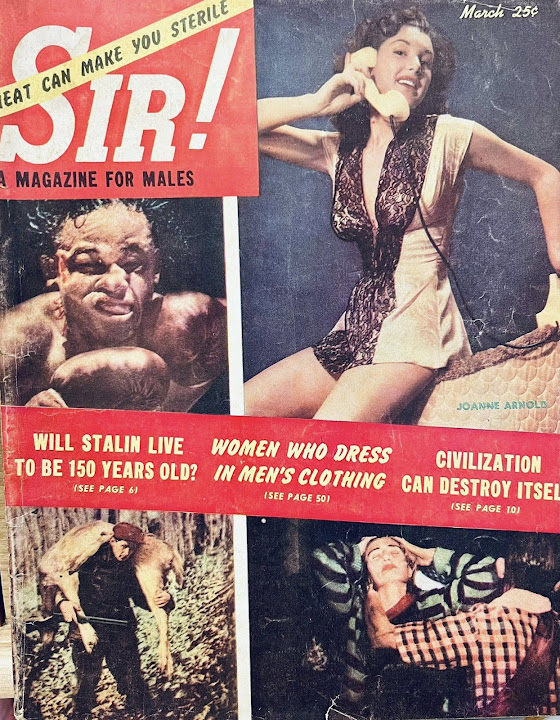 HEAT CAN MAKE YOU STERILE
SIR!
A MAGAZINE FOR MALES
March 25¢
JOANNE ARNOLD
WILL STALIN LIVE
TO BE 150 YEARS OLD?
(SEE PAGE 6)
WOMEN WHO DRESS
IN MEN'S CLOTHING
(SEE PAGE 50)
CIVILIZATION
CAN DESTROY ITSEL
(SEE PAGE 10)